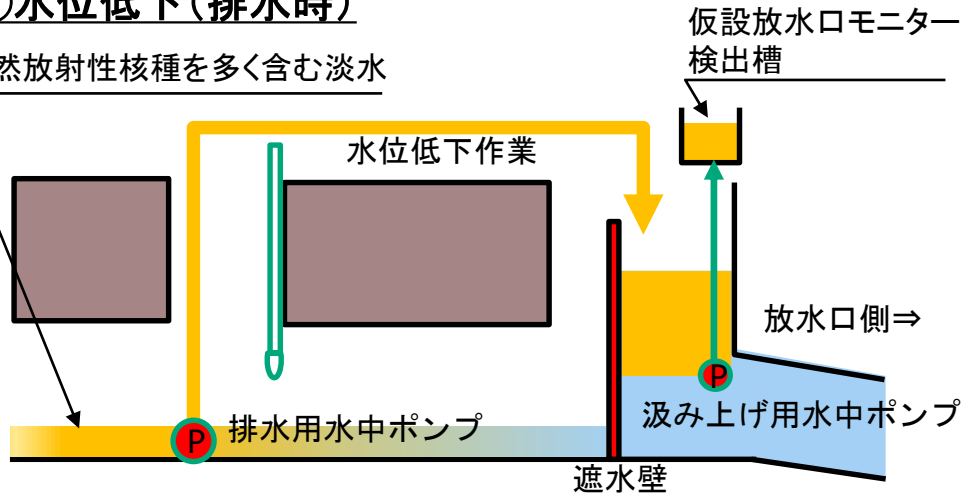 水位低下(排水時)
然放射性核種を多く含む淡水
仮設放水口モニター
検出槽
水位低下作業
放水口側⇒
P
P
排水用水中ポンプ
汲み上げ用水中ポンプ
遮水壁